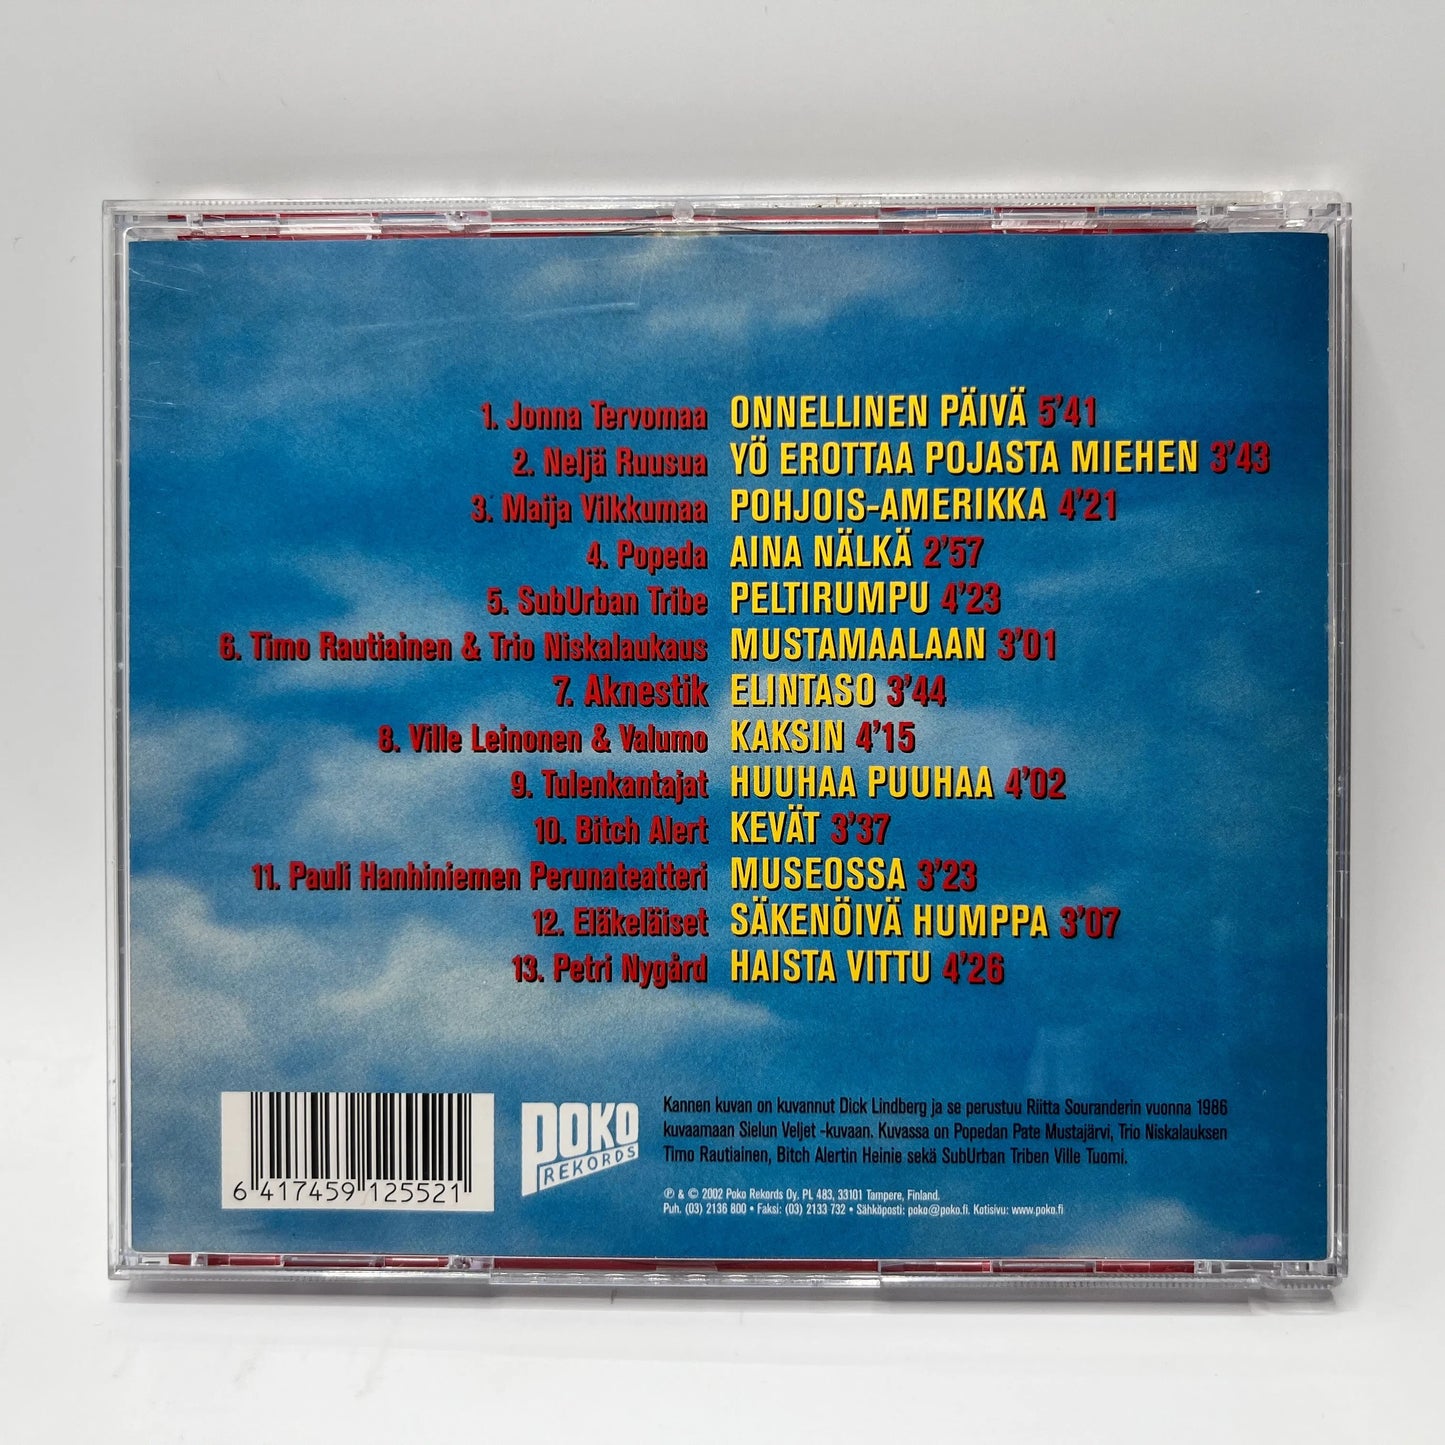 1. Jonna Tervomaa ONNELLINEN PÄIVÄ 5'41
2. Neljä Ruusua YÖ EROTTAA POJASTA MIEHEN 3'43
3. Maija Vilkkumaa POHJOIS-AMERIKKA 4'21
4. Popeda AINA NÄLKÄ 2'57
5. SubUrban Tribe PELTIRUMPU 4'23
6. Timo Rautiainen & Trio Niskalaukaus MUSTAMAALAAN 3'01
7. Aknestik ELINTASO 3'44
8. Ville Leinonen & Valumo KAKSIN 4'15
9. Tulenkantajat HUUHAA PUUHAA 4'02
10. Bitch Alert KEVÄT 3'37
11. Pauli Hanhiniemen Perunateatteri MUSEOSSA 3'23
12. Eläkeläiset SÄKENÖIVÄ HUMPPA 3'07
13. Petri Nygård HAISTA VITTU 4'26
6 417459 125521
POKO
REKORDS
Kannen kuvan on kuvannut Dick Lindberg ja se perustuu Riitta Souranderin vuonna 1986
kuvaamaan Sielun Veljet -kuvaan. Kuvassa on Popedan Pate Mustajärvi, Trio Niskalauksen
Timo Rautiainen, Bitch Alertin Heinie sekä SubUrban Triben Ville Tuomi.
℗ & © 2002 Poko Rekords Oy. PL 483, 33101 Tampere, Finland.
Puh. (03) 2136 800 • Faksi: (03) 2133 732 • Sähköposti: poko@poko.fi. Kotisivu: www.poko.fi